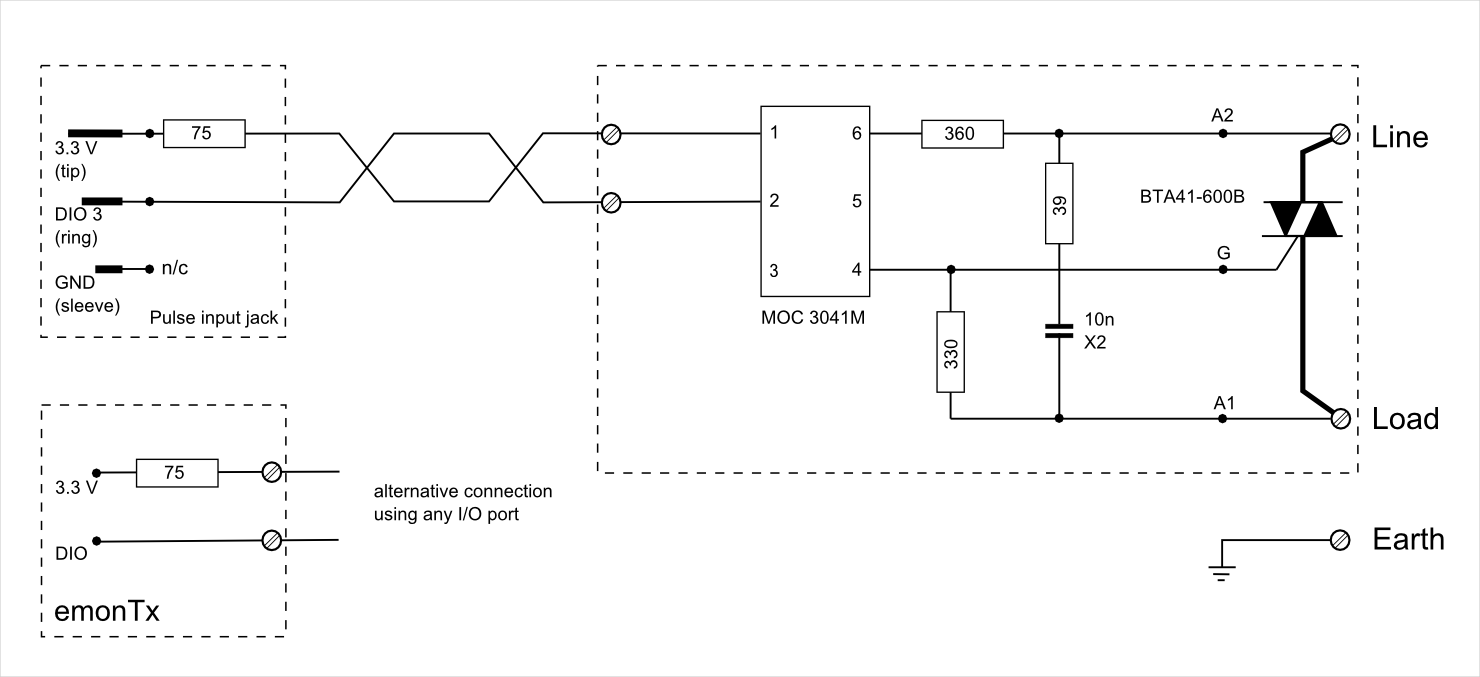 75
3.3 V
(tip)
DIO 3
(ring)
n/c
GND
(sleeve)
Pulse input jack
1
2
3
6
5
4
MOC 3041M
360
39
330
10n
X2
A2
BTA41-600B
G
A1
Line
Load
75
3.3 V
DIO
emonTx
alternative connection
using any I/O port
Earth